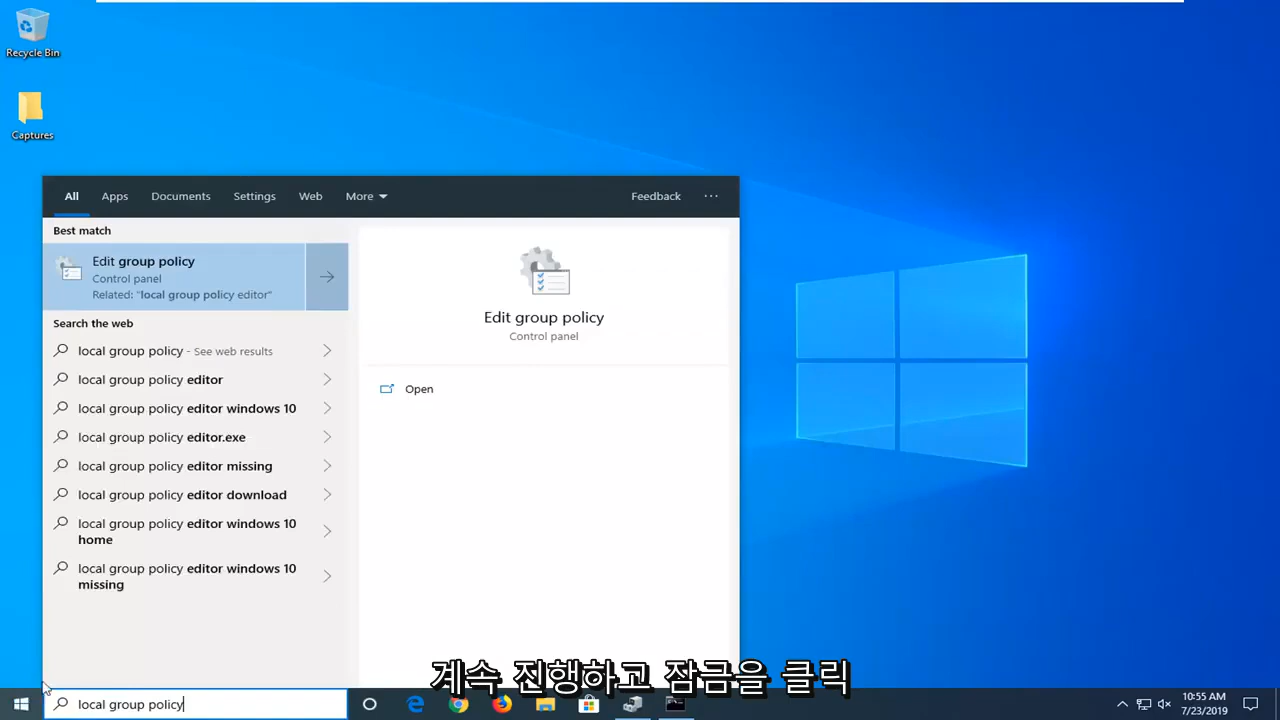 Recycle Bin
Captures
All
Apps
Documents
Settings
Web
More
Feedback
...
Best match
Edit group policy
Control panel
Related: "local group policy editor"
Search the web
local group policy - See web results
local group policy editor
local group policy editor windows 10
local group policy editor.exe
local group policy editor missing
local group policy editor download
local group policy editor windows 10
home
local group policy editor windows 10
missing
Edit group policy
Control panel
Open
계속 진행하고 잠금을 클릭
local group policy
10:55 AM
7/23/2019